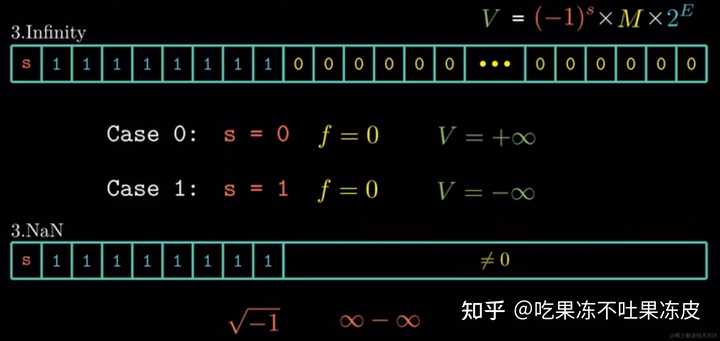 V = (−1)^s × M × 2^E
3.Infinity
s 1 1 1 1 1 1 1 1 0 0 0 0 0 0 ••• 0 0 0 0 0 0
Case 0: s = 0 f = 0 V = +∞
Case 1: s = 1 f = 0 V = −∞
3.NaN
s 1 1 1 1 1 1 1 1 ≠ 0
√−1 ∞ − ∞
知乎 @吃果冻不吐果冻皮